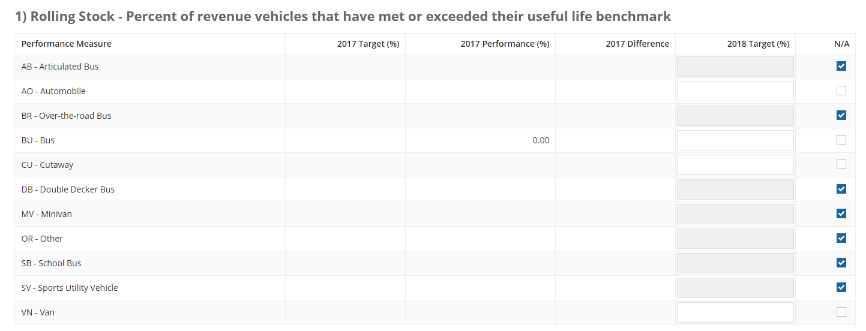 1) Rolling Stock - Percent of revenue vehicles that have met or exceeded their useful life benchmark
Performance Measure 2017 Target (%) 2017 Performance (%) 2017 Difference 2018 Target (%) N/A
AB - Articulated Bus
AO - Automobile
BR - Over-the-road Bus
BU - Bus 0.00
CU - Cutaway
DB - Double Decker Bus
MV - Minivan
OR - Other
SB - School Bus
SV - Sports Utility Vehicle
VN - Van